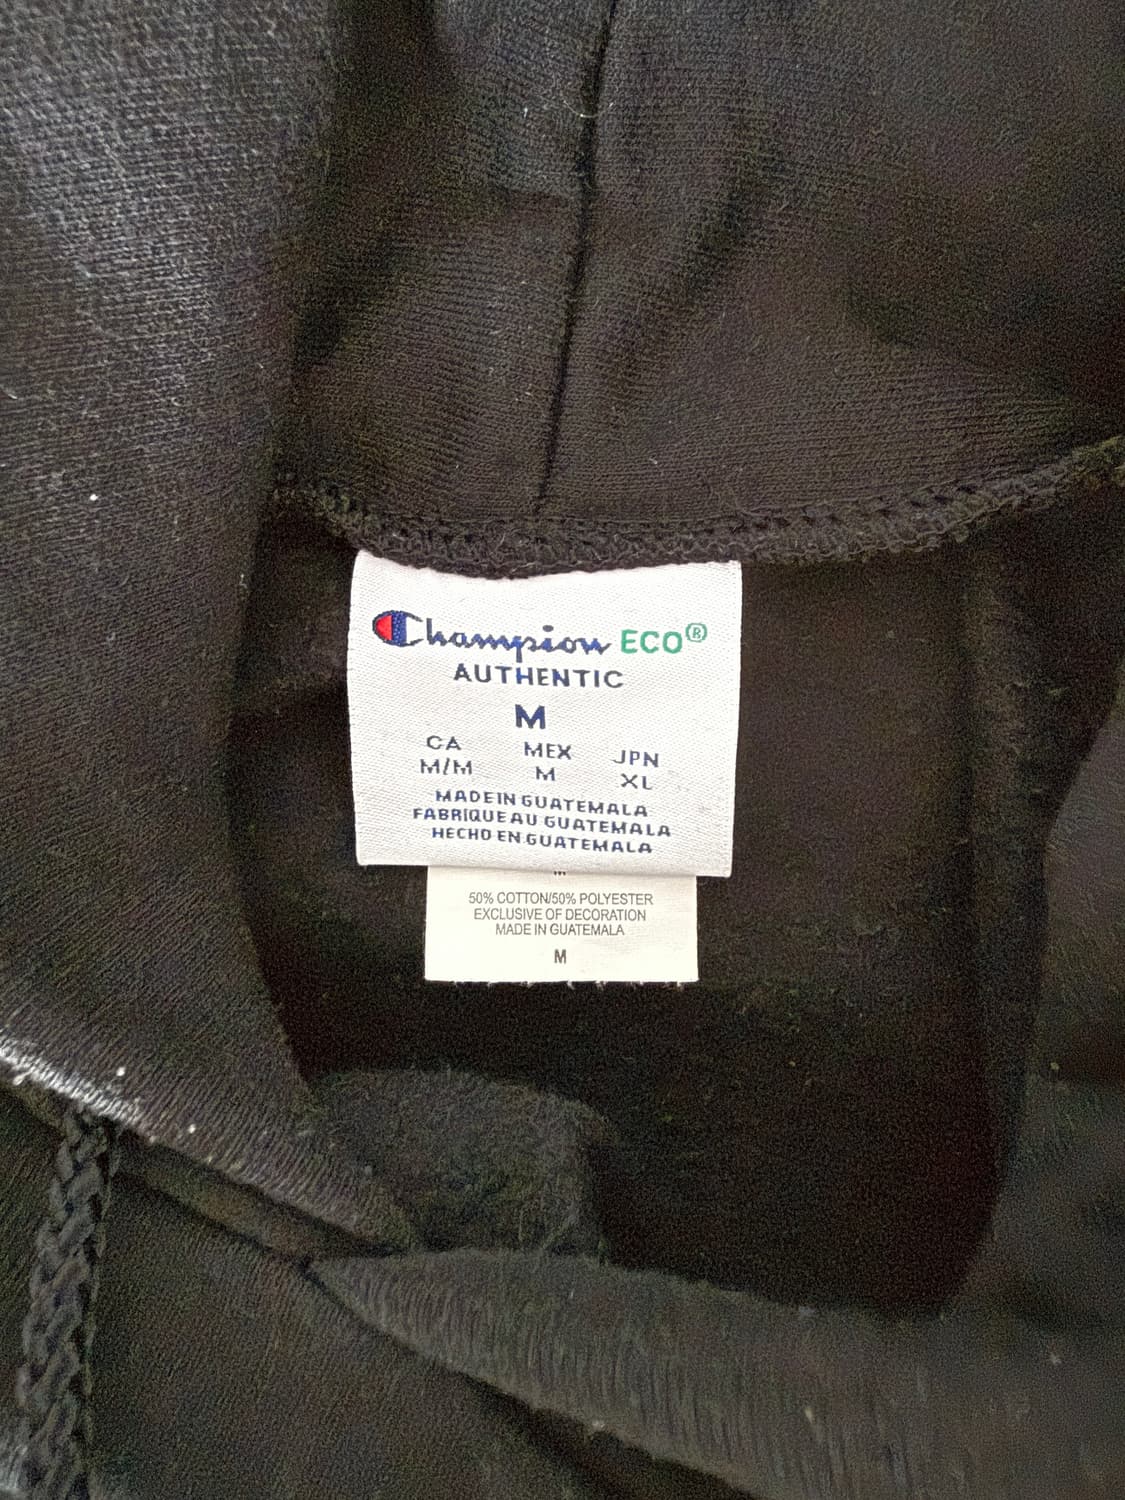 Champion ECO®
AUTHENTIC
M
CA MEX JPN
M/M M XL
MADE IN GUATEMALA
FABRIQUE AU GUATEMALA
HECHO EN GUATEMALA
50% COTTON/50% POLYESTER
EXCLUSIVE OF DECORATION
MADE IN GUATEMALA
M